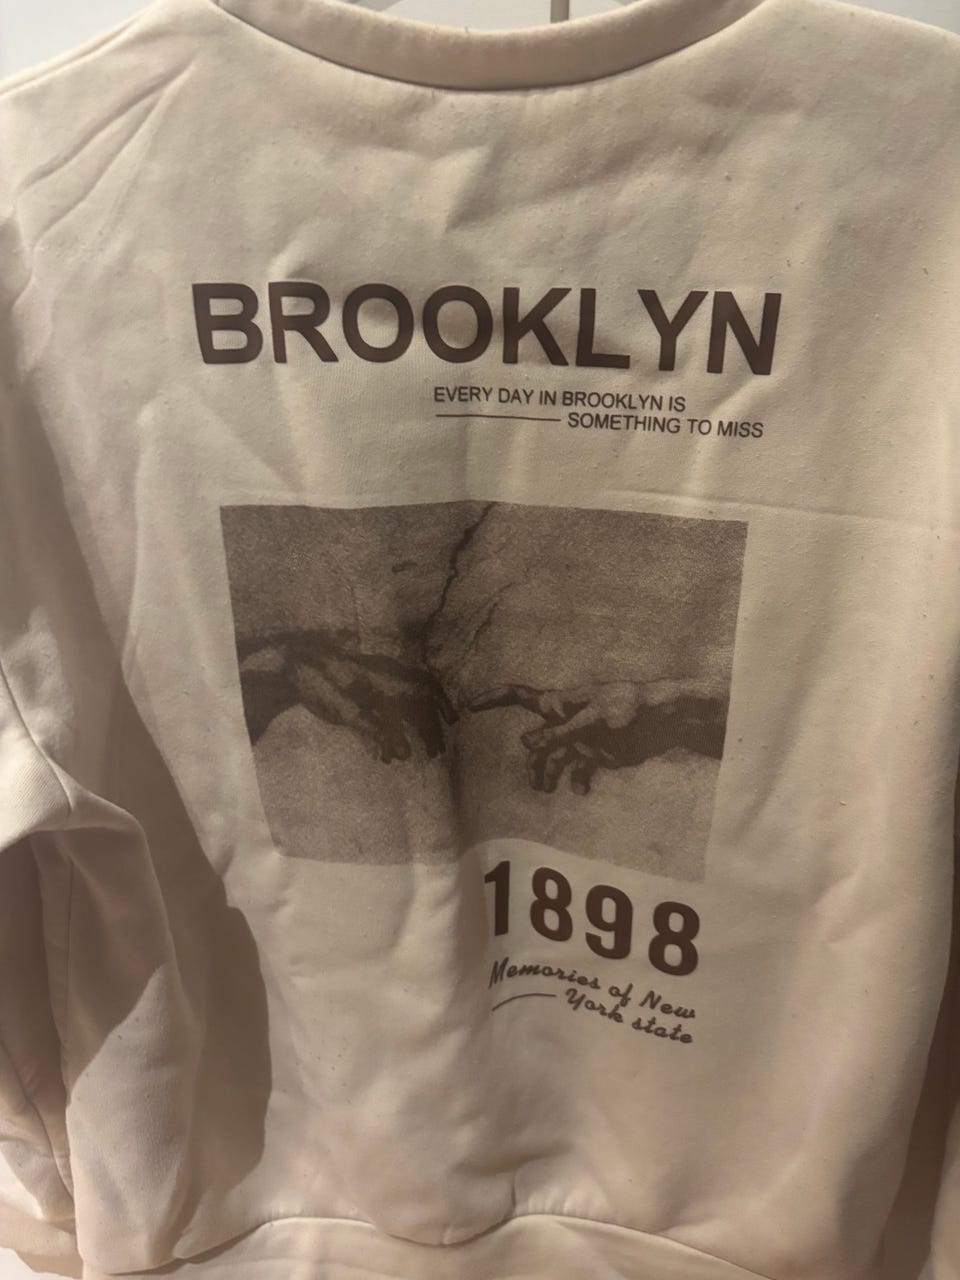 BROOKLYN
EVERY DAY IN BROOKLYN IS
SOMETHING TO MISS
1898
Memories of New
York state